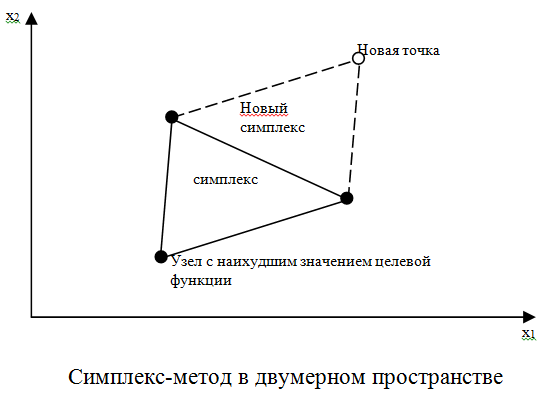 x2
Новая точка
Новый
симплекс
симплекс
Узел с наихудшим значением целевой
функции
x1
Симплекс-метод в двумерном пространстве